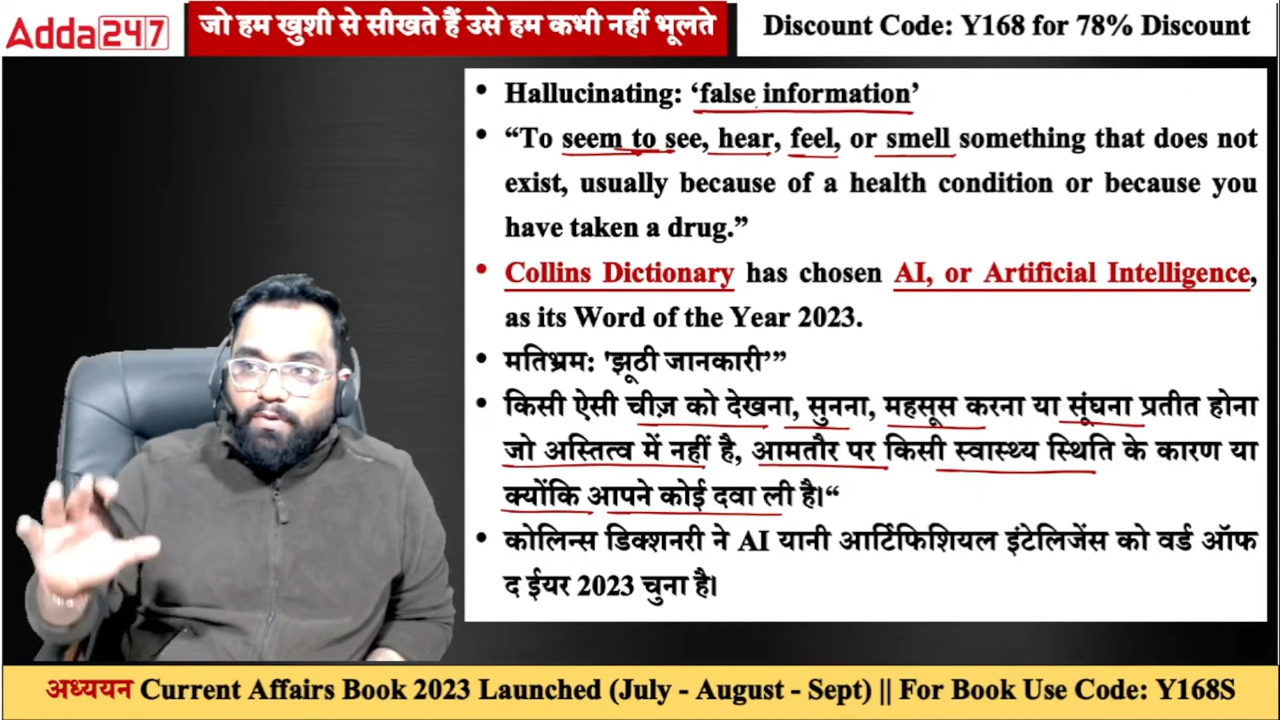 Adda247
जो हम खुशी से सीखते हैं उसे हम कभी नहीं भूलते
Discount Code: Y168 for 78% Discount
• Hallucinating: ‘false information’
• “To seem to see, hear, feel, or smell something that does not
exist, usually because of a health condition or because you
have taken a drug.”
• Collins Dictionary has chosen AI, or Artificial Intelligence,
as its Word of the Year 2023.
• मतिभ्रम: 'झूठी जानकारी’”
• किसी ऐसी चीज़ को देखना, सुनना, महसूस करना या सूंघना प्रतीत होना
जो अस्तित्व में नहीं है, आमतौर पर किसी स्वास्थ्य स्थिति के कारण या
क्योंकि आपने कोई दवा ली है।“
• कोलिन्स डिक्शनरी ने AI यानी आर्टिफिशियल इंटेलिजेंस को वर्ड ऑफ
द ईयर 2023 चुना है।
अध्ययन Current Affairs Book 2023 Launched (July - August - Sept) || For Book Use Code: Y168S